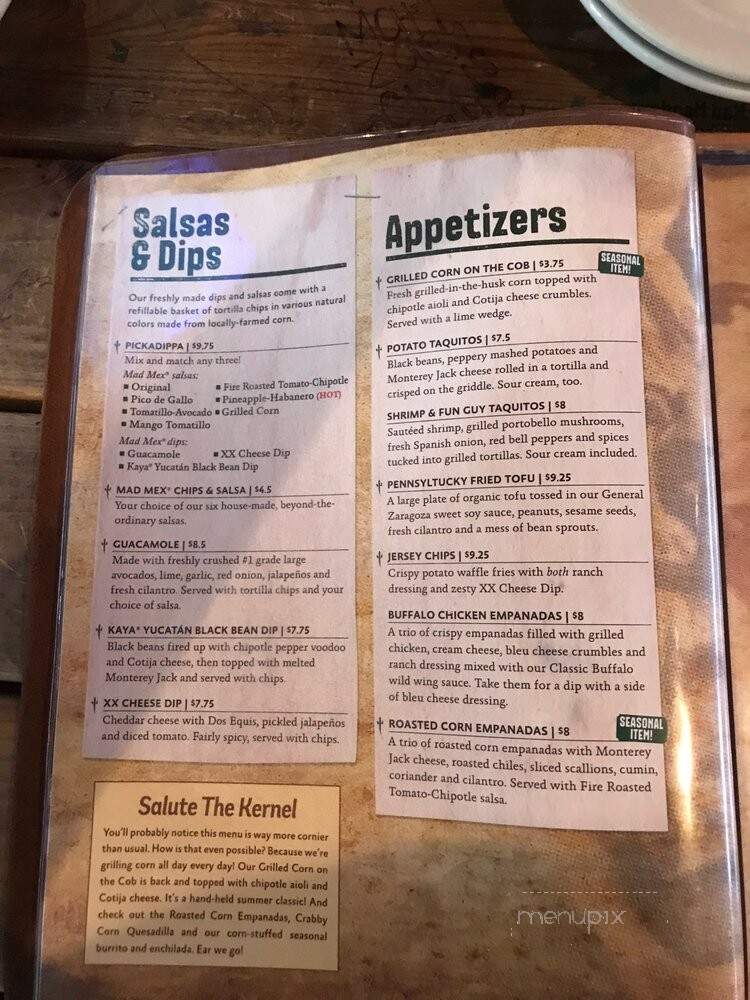 Salsas
& Dips
Our freshly made dips and salsas come with a
refillable basket of tortilla chips in various natural
colors made from locally-farmed corn.
PICKADIPPA | $9.75
Mix and match any three!
Mad Mex® salsas:
▪ Original ▪ Fire Roasted Tomato-Chipotle
▪ Pico de Gallo ▪ Pineapple-Habanero (HOT)
▪ Tomatillo-Avocado ▪ Grilled Corn
▪ Mango Tomatillo
Mad Mex® dips:
▪ Guacamole ▪ XX Cheese Dip
▪ Kaya® Yucatán Black Bean Dip
MAD MEX® CHIPS & SALSA | $4.5
Your choice of our six house-made, beyond-the-
ordinary salsas.
GUACAMOLE | $8.5
Made with freshly crushed #1 grade large
avocados, lime, garlic, red onion, jalapeños and
fresh cilantro. Served with tortilla chips and your
choice of salsa.
KAYA® YUCATÁN BLACK BEAN DIP | $7.75
Black beans fired up with chipotle pepper voodoo
and Cotija cheese, then topped with melted
Monterey Jack and served with chips.
XX CHEESE DIP | $7.75
Cheddar cheese with Dos Equis, pickled jalapeños
and diced tomato. Fairly spicy, served with chips.
Salute The Kernel
You'll probably notice this menu is way more cornier
than usual. How is that even possible? Because we're
grilling corn all day every day! Our Grilled Corn on
the Cob is back and topped with chipotle aioli and
Cotija cheese. It's a hand-held summer classic! And
check out the Roasted Corn Empanadas, Crabby
Corn Quesadilla and our corn-stuffed seasonal
burrito and enchilada. Ear we go!
Appetizers
GRILLED CORN ON THE COB | $3.75
SEASONAL
ITEM!
Fresh grilled-in-the-husk corn topped with
chipotle aioli and Cotija cheese crumbles.
Served with a lime wedge.
POTATO TAQUITOS | $7.5
Black beans, peppery mashed potatoes and
Monterey Jack cheese rolled in a tortilla and
crisped on the griddle. Sour cream, too.
SHRIMP & FUN GUY TAQUITOS | $8
Sautéed shrimp, grilled portobello mushrooms,
fresh Spanish onion, red bell peppers and spices
tucked into grilled tortillas. Sour cream included.
PENNSYLTUCKY FRIED TOFU | $9.25
A large plate of organic tofu tossed in our General
Zaragoza sweet soy sauce, peanuts, sesame seeds,
fresh cilantro and a mess of bean sprouts.
JERSEY CHIPS | $9.25
Crispy potato waffle fries with both ranch
dressing and zesty XX Cheese Dip.
BUFFALO CHICKEN EMPANADAS | $8
A trio of crispy empanadas filled with grilled
chicken, cream cheese, bleu cheese crumbles and
ranch dressing mixed with our Classic Buffalo
wild wing sauce. Take them for a dip with a side
of bleu cheese dressing.
ROASTED CORN EMPANADAS | $8
SEASONAL
ITEM!
A trio of roasted corn empanadas with Monterey
Jack cheese, roasted chiles, sliced scallions, cumin,
coriander and cilantro. Served with Fire Roasted
Tomato-Chipotle salsa.
menupix